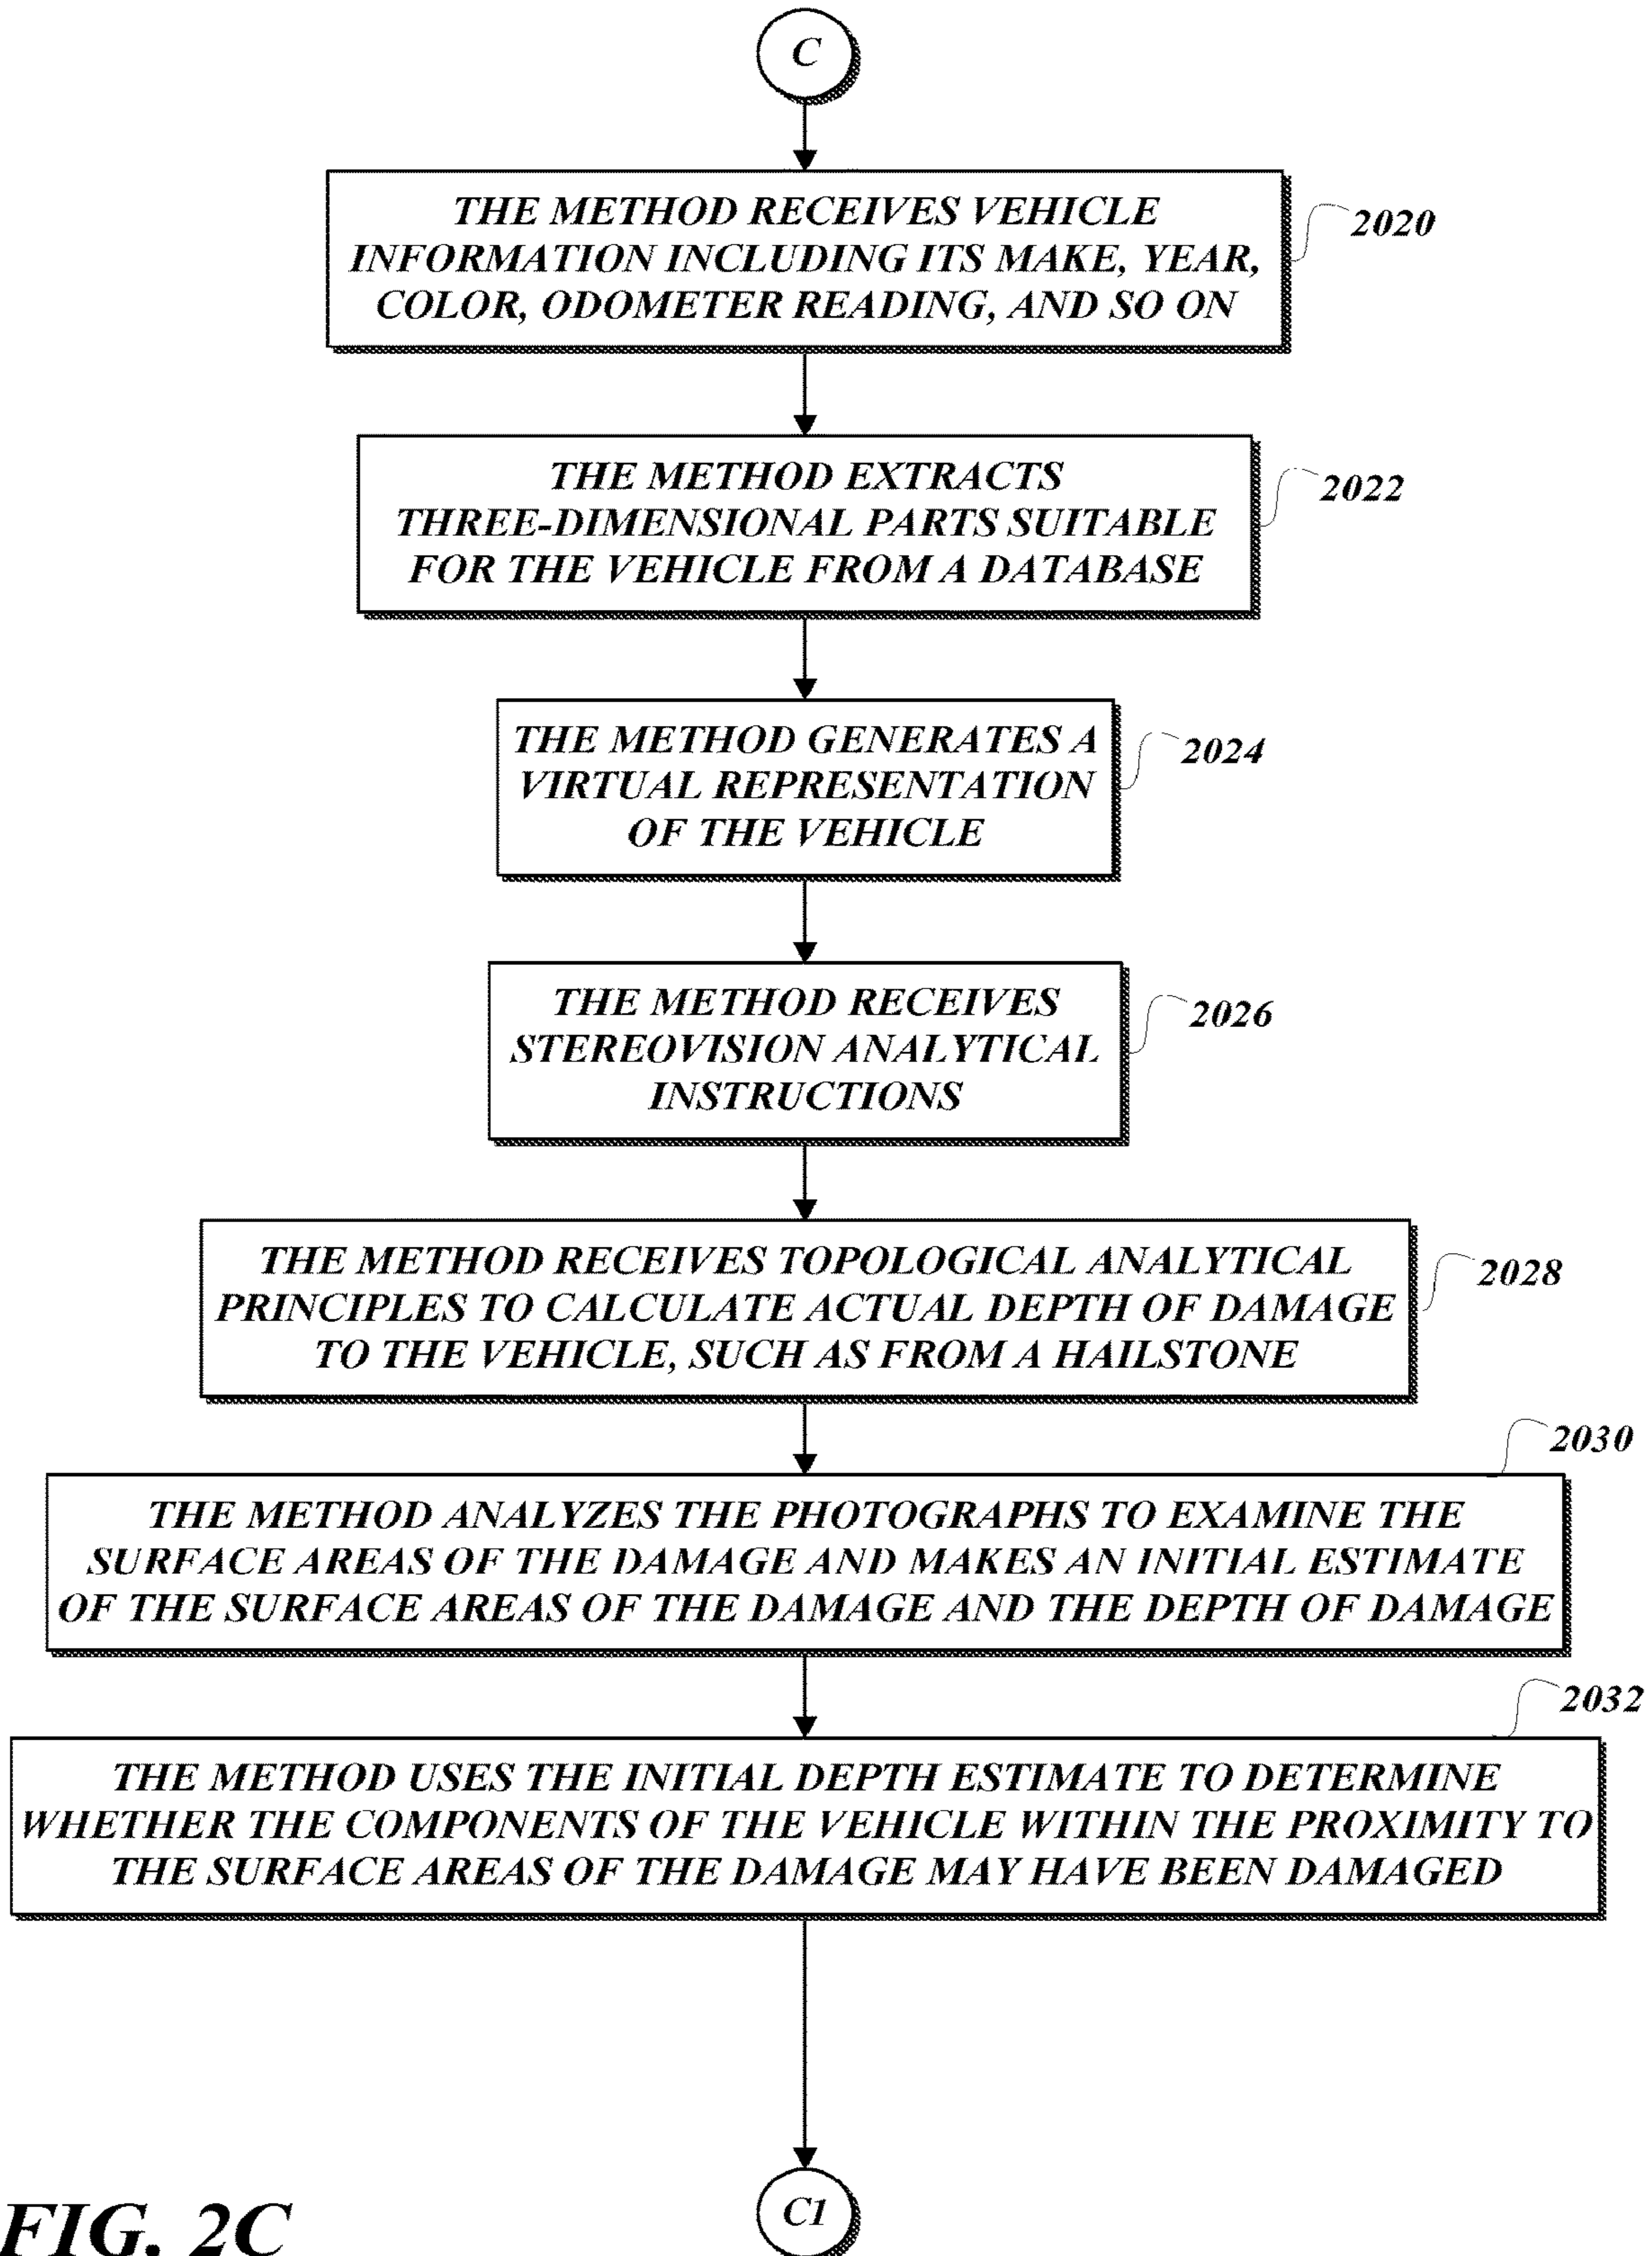 C
THE METHOD RECEIVES VEHICLE
INFORMATION INCLUDING ITS MAKE, YEAR,
COLOR, ODOMETER READING, AND SO ON
2020
THE METHOD EXTRACTS
THREE-DIMENSIONAL PARTS SUITABLE
FOR THE VEHICLE FROM A DATABASE
2022
THE METHOD GENERATES A
VIRTUAL REPRESENTATION
OF THE VEHICLE
2024
THE METHOD RECEIVES
STEREOVISION ANALYTICAL
INSTRUCTIONS
2026
THE METHOD RECEIVES TOPOLOGICAL ANALYTICAL
PRINCIPLES TO CALCULATE ACTUAL DEPTH OF DAMAGE
TO THE VEHICLE, SUCH AS FROM A HAILSTONE
2028
2030
THE METHOD ANALYZES THE PHOTOGRAPHS TO EXAMINE THE
SURFACE AREAS OF THE DAMAGE AND MAKES AN INITIAL ESTIMATE
OF THE SURFACE AREAS OF THE DAMAGE AND THE DEPTH OF DAMAGE
2032
THE METHOD USES THE INITIAL DEPTH ESTIMATE TO DETERMINE
WHETHER THE COMPONENTS OF THE VEHICLE WITHIN THE PROXIMITY TO
THE SURFACE AREAS OF THE DAMAGE MAY HAVE BEEN DAMAGED
C1
FIG. 2C